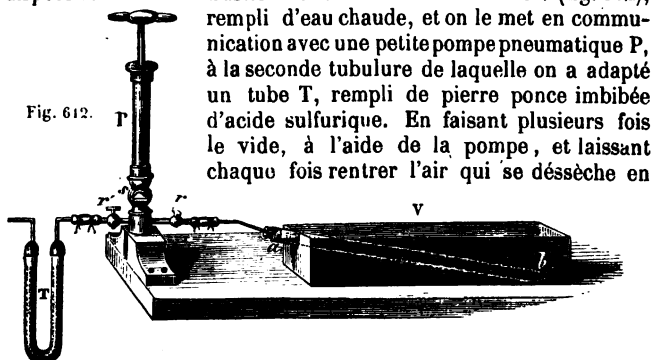 rempli d'eau chaude, et on le met en commu-
nication avec une petite pompe pneumatique P,
à la seconde tubulure de laquelle on a adapté
un tube T, rempli de pierre ponce imbibée
d'acide sulfurique. En faisant plusieurs fois
le vide, à l'aide de la pompe, et laissant
chaque fois rentrer l'air qui se déssèche en
Fig. 612.
P
s
r'
r
V
a
b
T